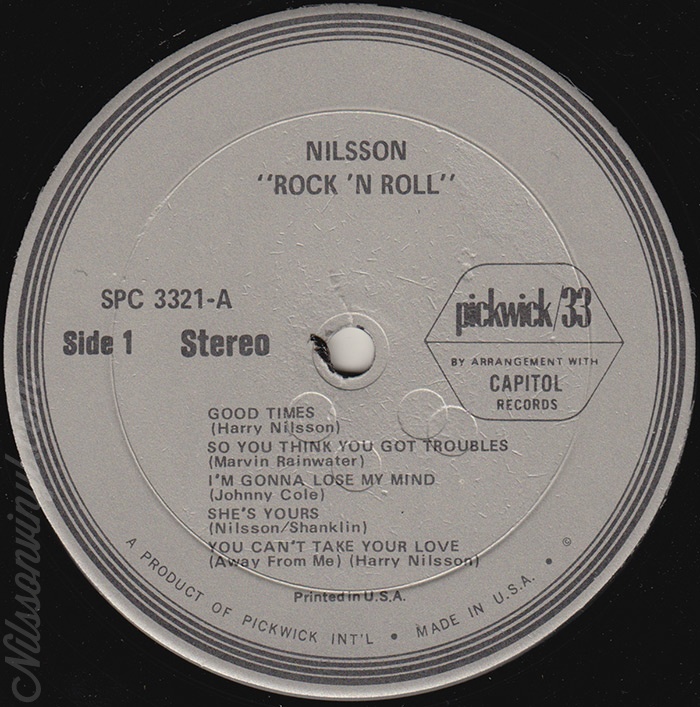 NILSSON
"ROCK 'N ROLL"
SPC 3321-A
Side 1 Stereo
pickwick/33
BY ARRANGEMENT WITH
CAPITOL
RECORDS
GOOD TIMES
(Harry Nilsson)
SO YOU THINK YOU GOT TROUBLES
(Marvin Rainwater)
I'M GONNA LOSE MY MIND
(Johnny Cole)
SHE'S YOURS
(Nilsson/Shanklin)
YOU CAN'T TAKE YOUR LOVE
(Away From Me) (Harry Nilsson)
Printed in U.S.A.
A PRODUCT OF PICKWICK INT'L • MADE IN U.S.A. • ©